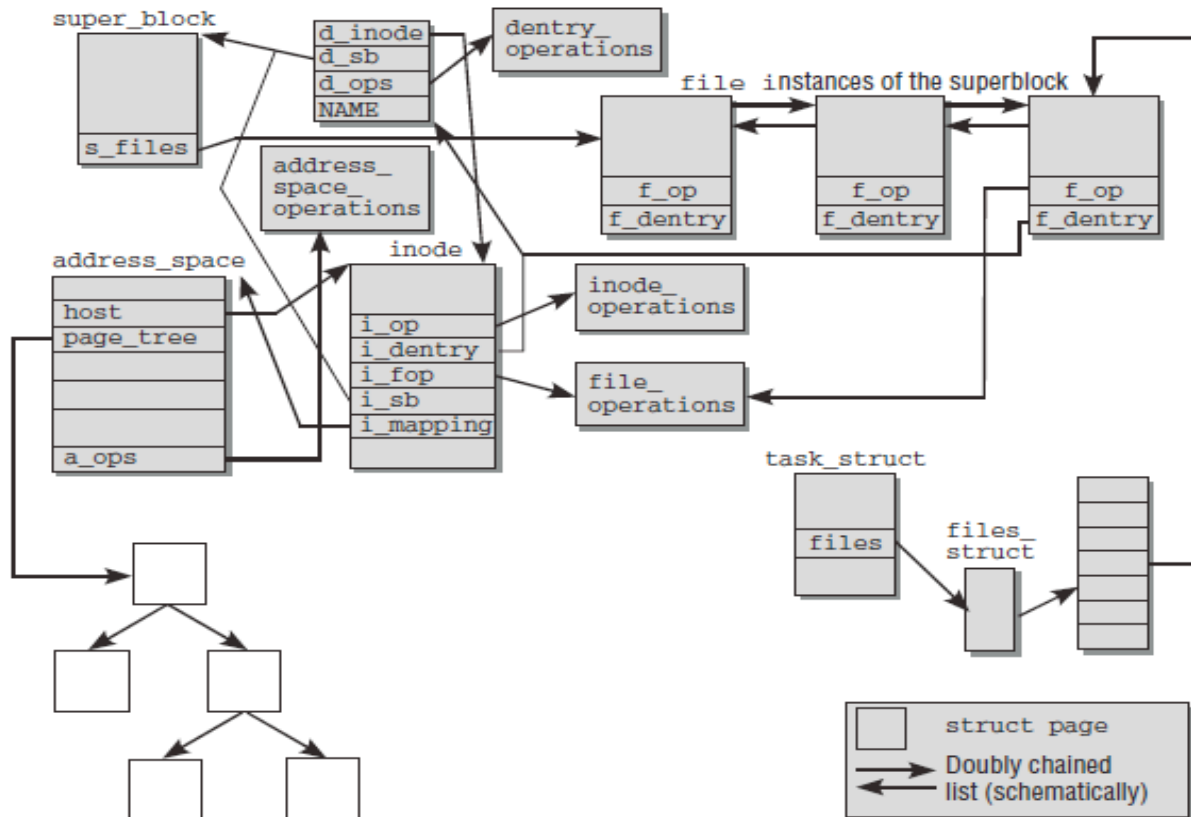 super_block
s_files
d_inode
d_sb
d_ops
NAME
dentry_
operations
file instances of the superblock
f_op
f_dentry
f_op
f_dentry
f_op
f_dentry
address_
space_
operations
address_space
host
page_tree
a_ops
inode
i_op
i_dentry
i_fop
i_sb
i_mapping
inode_
operations
file_
operations
task_struct
files
files_
struct
struct page
Doubly chained
list (schematically)